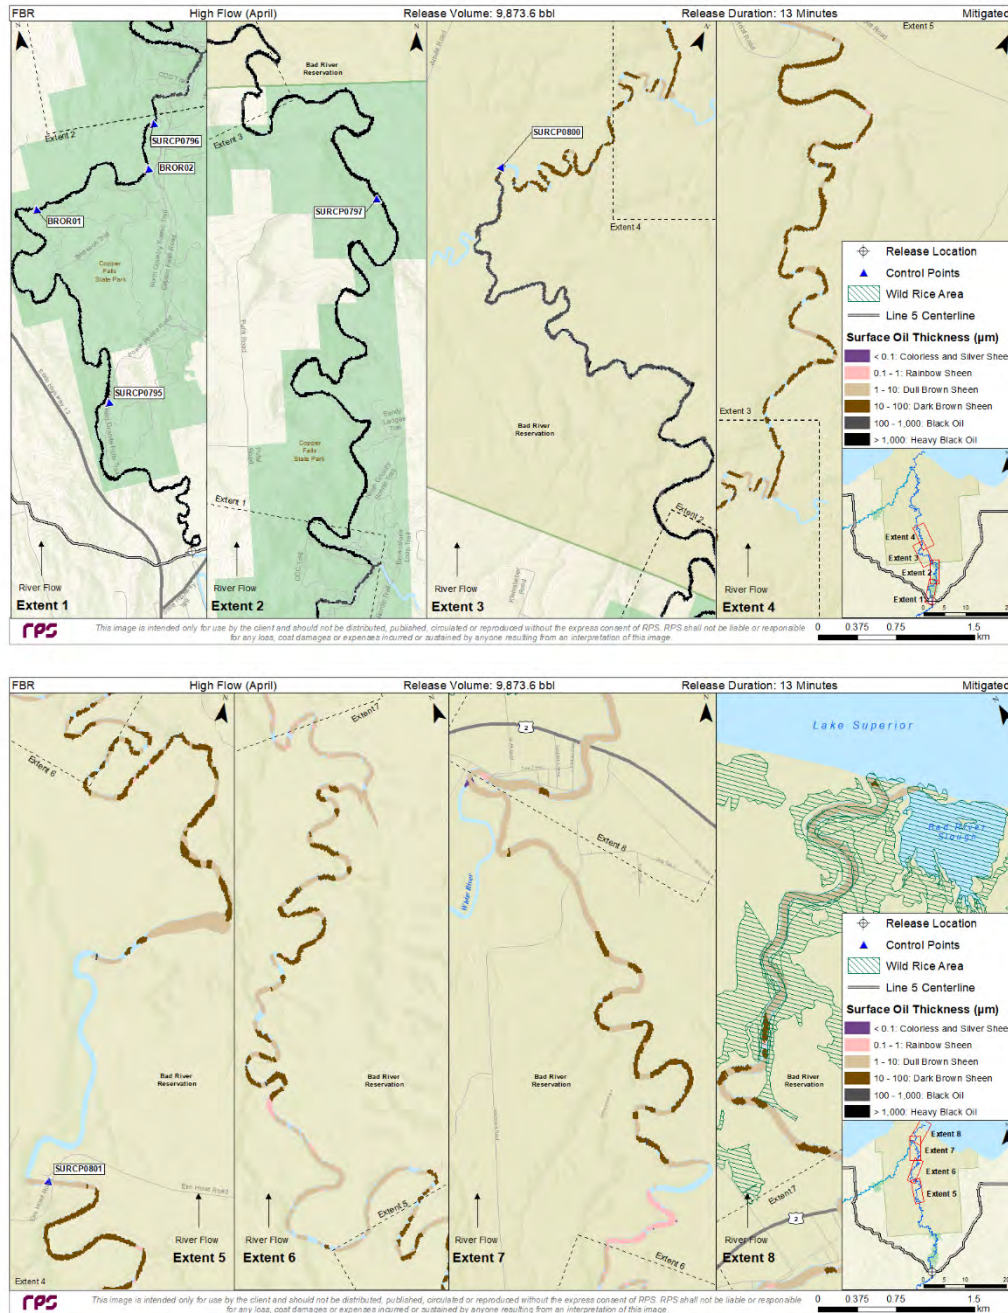 FBR High Flow (April) Release Volume: 9,873.6 bbl Release Duration: 13 Minutes Mitigated
Extent 2
SURCP0796
BROR02
BROR01
Copper
Falls
State Park
SURCP0795
River Flow
Extent 1
Bad River
Reservation
Extent 3
SURCP0797
Copper
Falls
State Park
Extent 1
River Flow
Extent 2
SURCP0800
Extent 4
Bad River
Reservation
Extent 2
River Flow
Extent 3
Extent 5
Extent 3
River Flow
Extent 4
Release Location
Control Points
Wild Rice Area
Line 5 Centerline
Surface Oil Thickness (µm)
< 0.1: Colorless and Silver Shee
0.1 - 1: Rainbow Sheen
1 - 10: Dull Brown Sheen
10 - 100: Dark Brown Sheen
100 - 1,000: Black Oil
> 1,000: Heavy Black Oil
Extent 4
Extent 3
Extent 2
Extent 1
rps
This image is intended only for use by the client and should not be distributed, published, circulated or reproduced without the express consent of RPS. RPS shall not be liable or responsible
for any loss, cost damages or expenses incurred or sustained by anyone resulting from an interpretation of this image.
0 0.375 0.75 1.5
km
FBR High Flow (April) Release Volume: 9,873.6 bbl Release Duration: 13 Minutes Mitigated
Extent 6
Bad River
Reservation
SURCP0801
Elm Hoist Road
River Flow
Extent 5
Extent 4
Extent 7
Bad River
Reservation
Extent 5
River Flow
Extent 6
2
Extent 8
White River
Bad River
Reservation
River Flow
Extent 7
Extent 6
Lake Superior
Bad River
Slough
Bad River
Reservation
Extent 7
2
River Flow
Extent 8
Release Location
Control Points
Wild Rice Area
Line 5 Centerline
Surface Oil Thickness (µm)
< 0.1: Colorless and Silver Shee
0.1 - 1: Rainbow Sheen
1 - 10: Dull Brown Sheen
10 - 100: Dark Brown Sheen
100 - 1,000: Black Oil
> 1,000: Heavy Black Oil
Extent 8
Extent 7
Extent 6
Extent 5
rps
This image is intended only for use by the client and should not be distributed, published, circulated or reproduced without the express consent of RPS. RPS shall not be liable or responsible
for any loss, cost damages or expenses incurred or sustained by anyone resulting from an interpretation of this image.
0 0.375 0.75 1.5
km